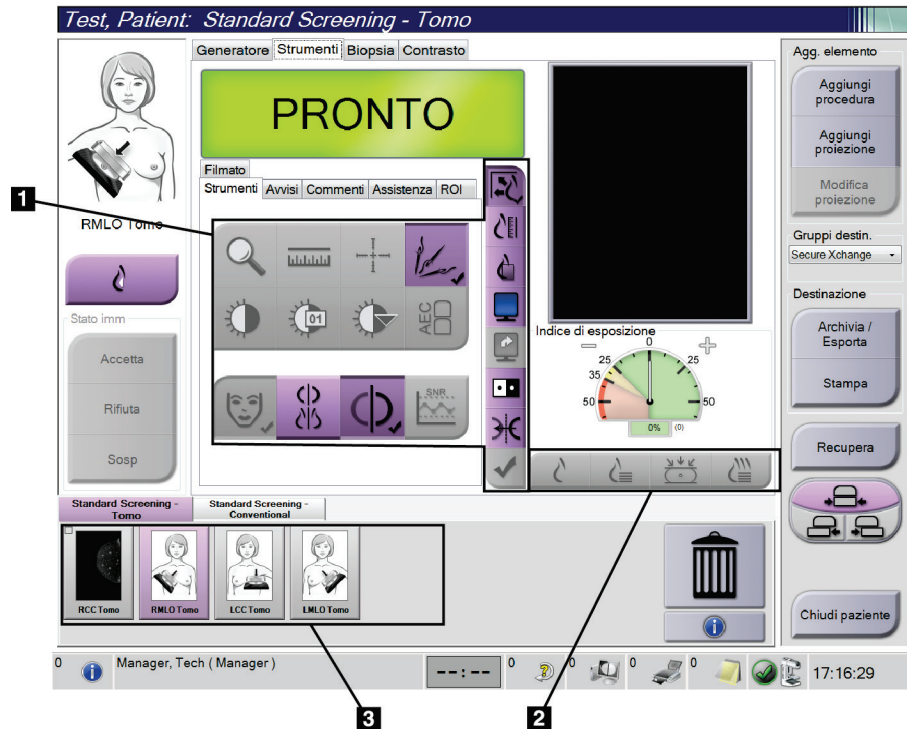 Test, Patient: Standard Screening - Tomo
Generatore Strumenti Biopsia Contrasto
PRONTO
Filmato
Strumenti Avvisi Commenti Assistenza ROI
1
RMLO Tomo
Stato imm
Accetta
Rifiuta
Sosp
01
AEC
SNR
Indice di esposizione
0
25
25
35
50
50
0% (0)
Agg. elemento
Aggiungi
procedura
Aggiungi
proiezione
Modifica
proiezione
Gruppi destin.
Secure Xchange
Destinazione
Archivia /
Esporta
Stampa
Recupera
Chiudi paziente
Standard Screening -
Tomo
Standard Screening -
Conventional
RCC Tomo
RMLO Tomo
LCC Tomo
LMLO Tomo
0
Manager, Tech ( Manager )
--:--
0
0
0
0
17:16:29
3
2